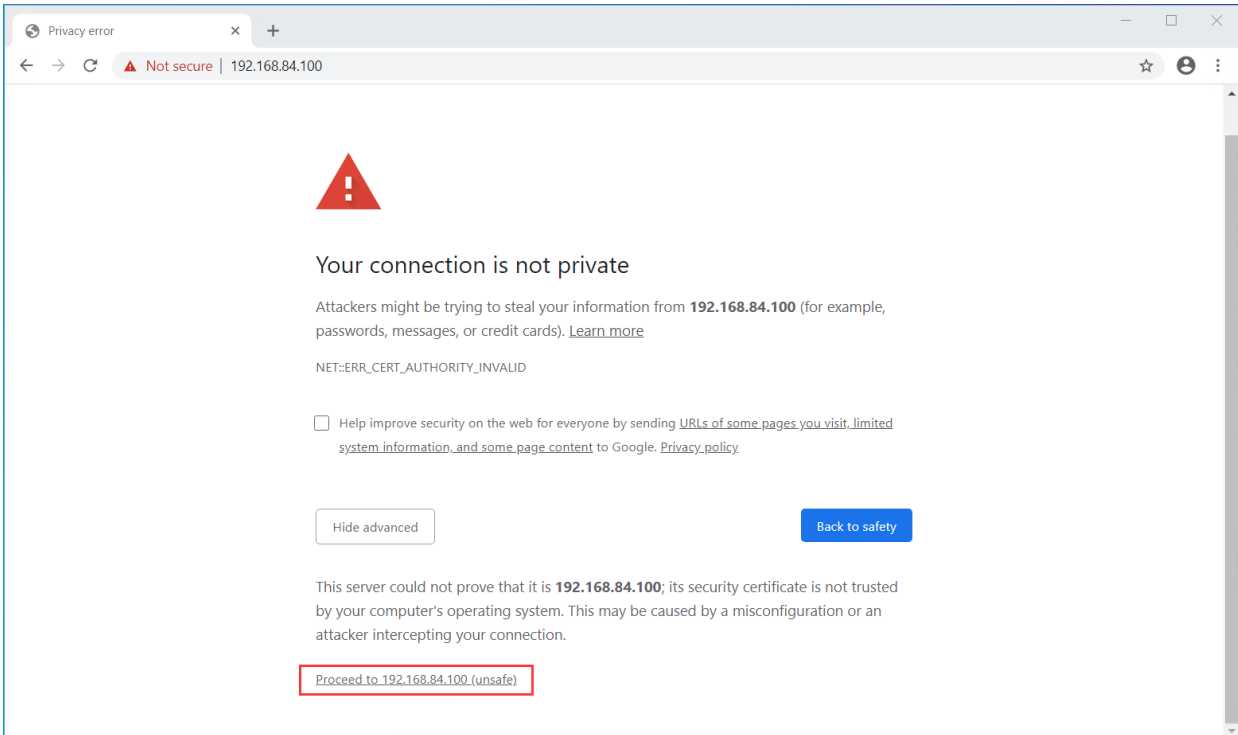 Privacy error
Not secure | 192.168.84.100
Your connection is not private
Attackers might be trying to steal your information from 192.168.84.100 (for example,
passwords, messages, or credit cards). Learn more
NET::ERR_CERT_AUTHORITY_INVALID
Help improve security on the web for everyone by sending URLs of some pages you visit, limited
system information, and some page content to Google. Privacy policy
Hide advanced
Back to safety
This server could not prove that it is 192.168.84.100; its security certificate is not trusted
by your computer's operating system. This may be caused by a misconfiguration or an
attacker intercepting your connection.
Proceed to 192.168.84.100 (unsafe)